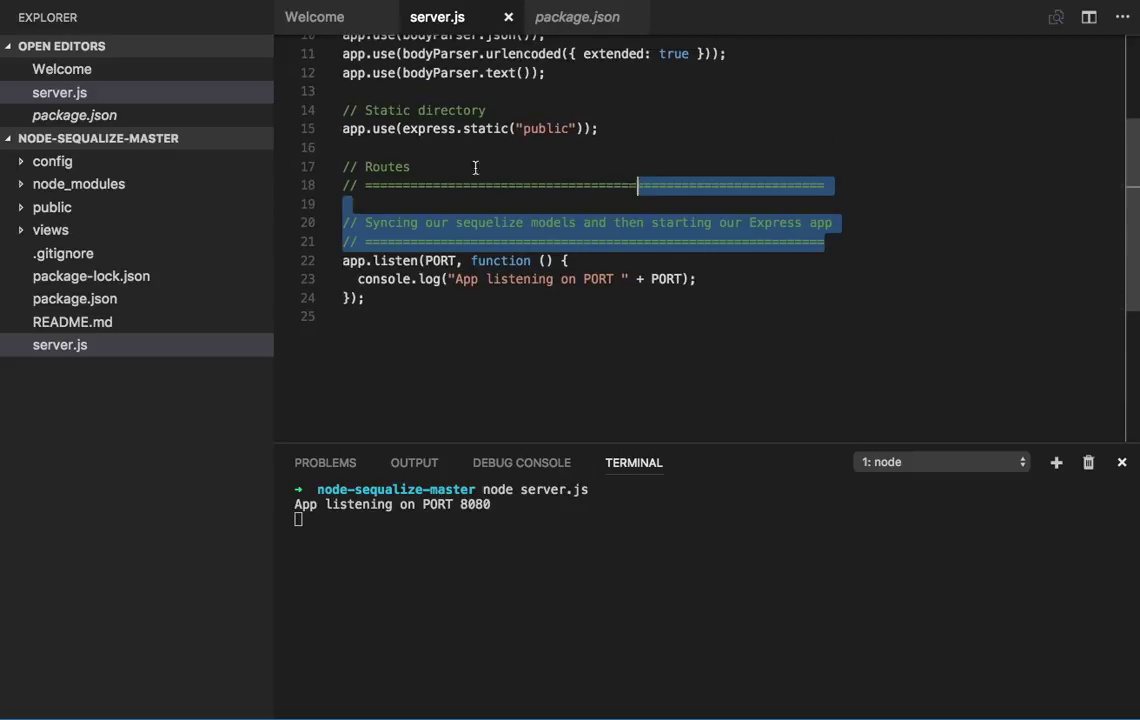 EXPLORER
OPEN EDITORS
Welcome
server.js
package.json
NODE-SEQUALIZE-MASTER
config
node_modules
public
views
.gitignore
package-lock.json
package.json
README.md
server.js
Welcome server.js package.json
10 app.use(bodyParser.json());
11 app.use(bodyParser.urlencoded({ extended: true }));
12 app.use(bodyParser.text());
13
14 // Static directory
15 app.use(express.static("public"));
16
17 // Routes
18 // =============================================================
19
20 // Syncing our sequelize models and then starting our Express app
21 // =============================================================
22 app.listen(PORT, function () {
23 console.log("App listening on PORT " + PORT);
24 });
25
PROBLEMS OUTPUT DEBUG CONSOLE TERMINAL 1: node
→ node-sequalize-master node server.js
App listening on PORT 8080